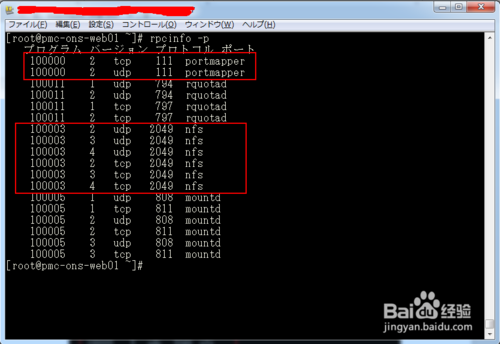 ファイル(F) 編集(E) 設定(S) コントロール(O) ウィンドウ(W) ヘルプ(H)
[root@pmc-ons-web01 ~]# rpcinfo -p
プログラム バージョン プロトコル ポート
100000 2 tcp 111 portmapper
100000 2 udp 111 portmapper
100011 1 udp 794 rquotad
100011 2 udp 794 rquotad
100011 1 tcp 797 rquotad
100011 2 tcp 797 rquotad
100003 2 udp 2049 nfs
100003 3 udp 2049 nfs
100003 4 udp 2049 nfs
100003 2 tcp 2049 nfs
100003 3 tcp 2049 nfs
100003 4 tcp 2049 nfs
100005 1 udp 808 mountd
100005 1 tcp 811 mountd
100005 2 udp 808 mountd
100005 2 tcp 811 mountd
100005 3 udp 808 mountd
100005 3 tcp 811 mountd
[root@pmc-ons-web01 ~]#
Baidu 经验
jingyan.baidu.com